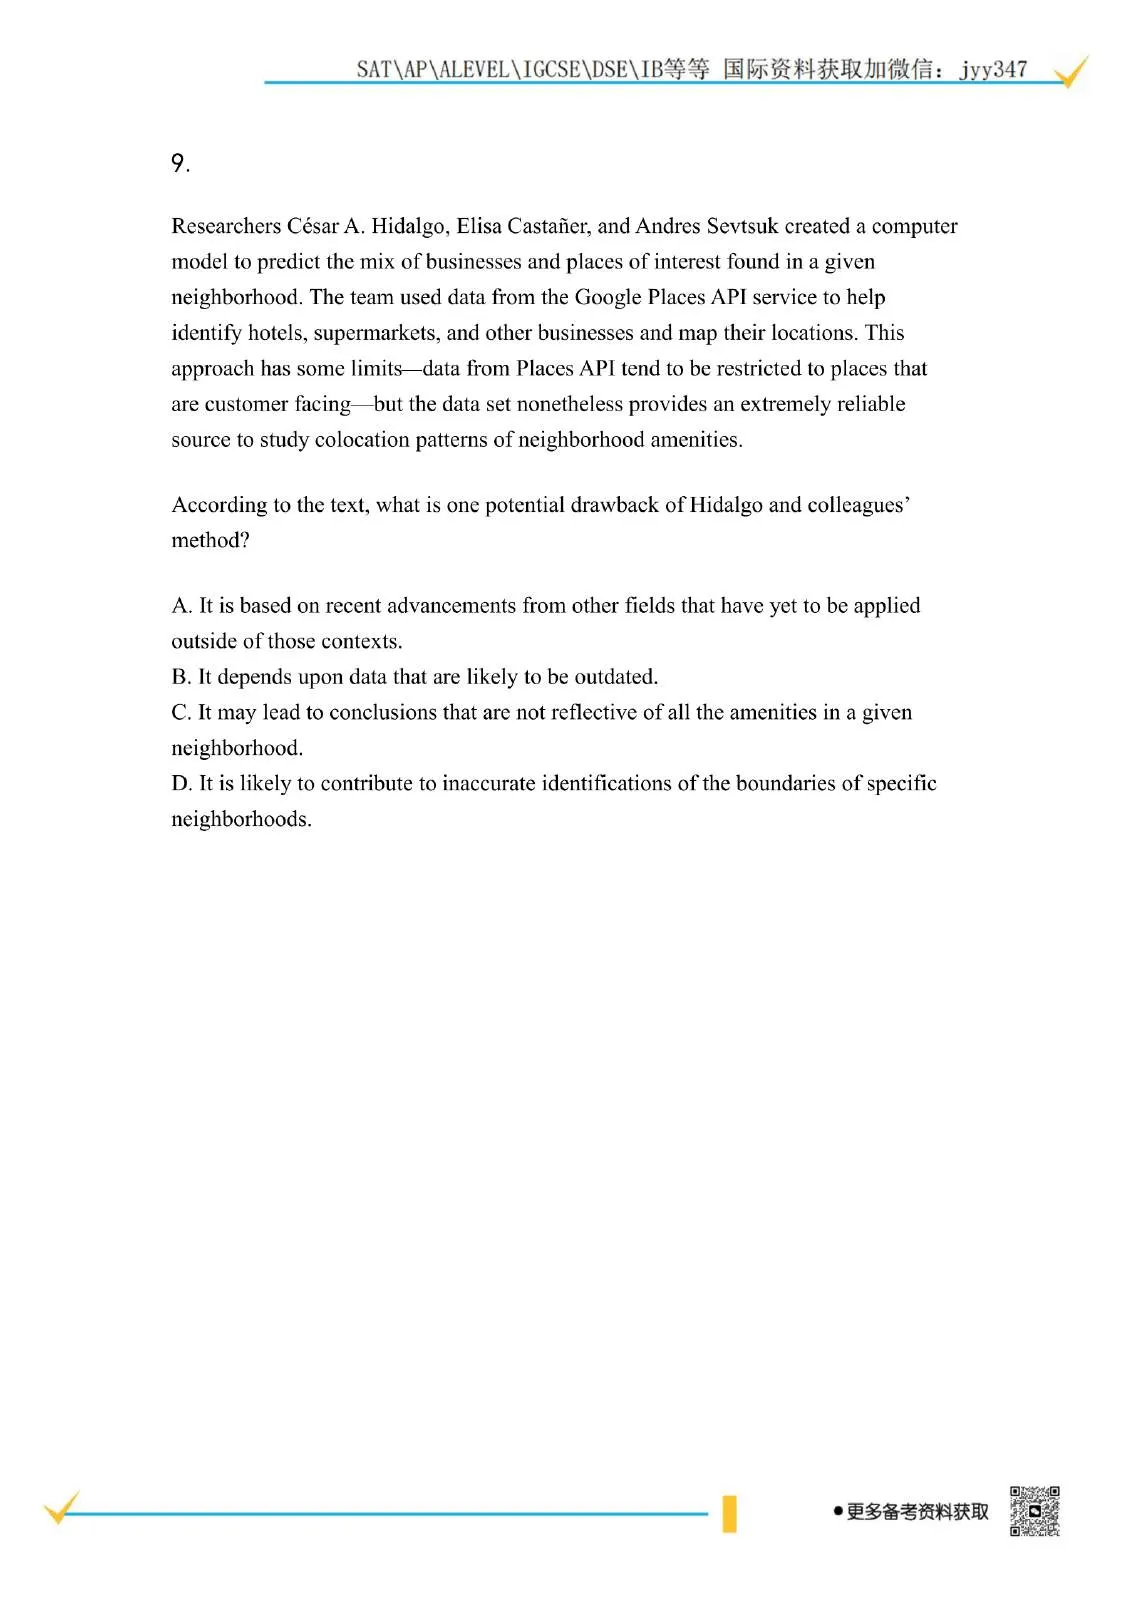 SAT\AP\ALEVEL\IGCSE\DSE\IB等等 国际资料获取加微信：jyy347
9.
Researchers César A. Hidalgo, Elisa Castañer, and Andres Sevtsuk created a computer
model to predict the mix of businesses and places of interest found in a given
neighborhood. The team used data from the Google Places API service to help
identify hotels, supermarkets, and other businesses and map their locations. This
approach has some limits—data from Places API tend to be restricted to places that
are customer facing—but the data set nonetheless provides an extremely reliable
source to study colocation patterns of neighborhood amenities.
According to the text, what is one potential drawback of Hidalgo and colleagues’
method?
A. It is based on recent advancements from other fields that have yet to be applied
outside of those contexts.
B. It depends upon data that are likely to be outdated.
C. It may lead to conclusions that are not reflective of all the amenities in a given
neighborhood.
D. It is likely to contribute to inaccurate identifications of the boundaries of specific
neighborhoods.
●更多备考资料获取